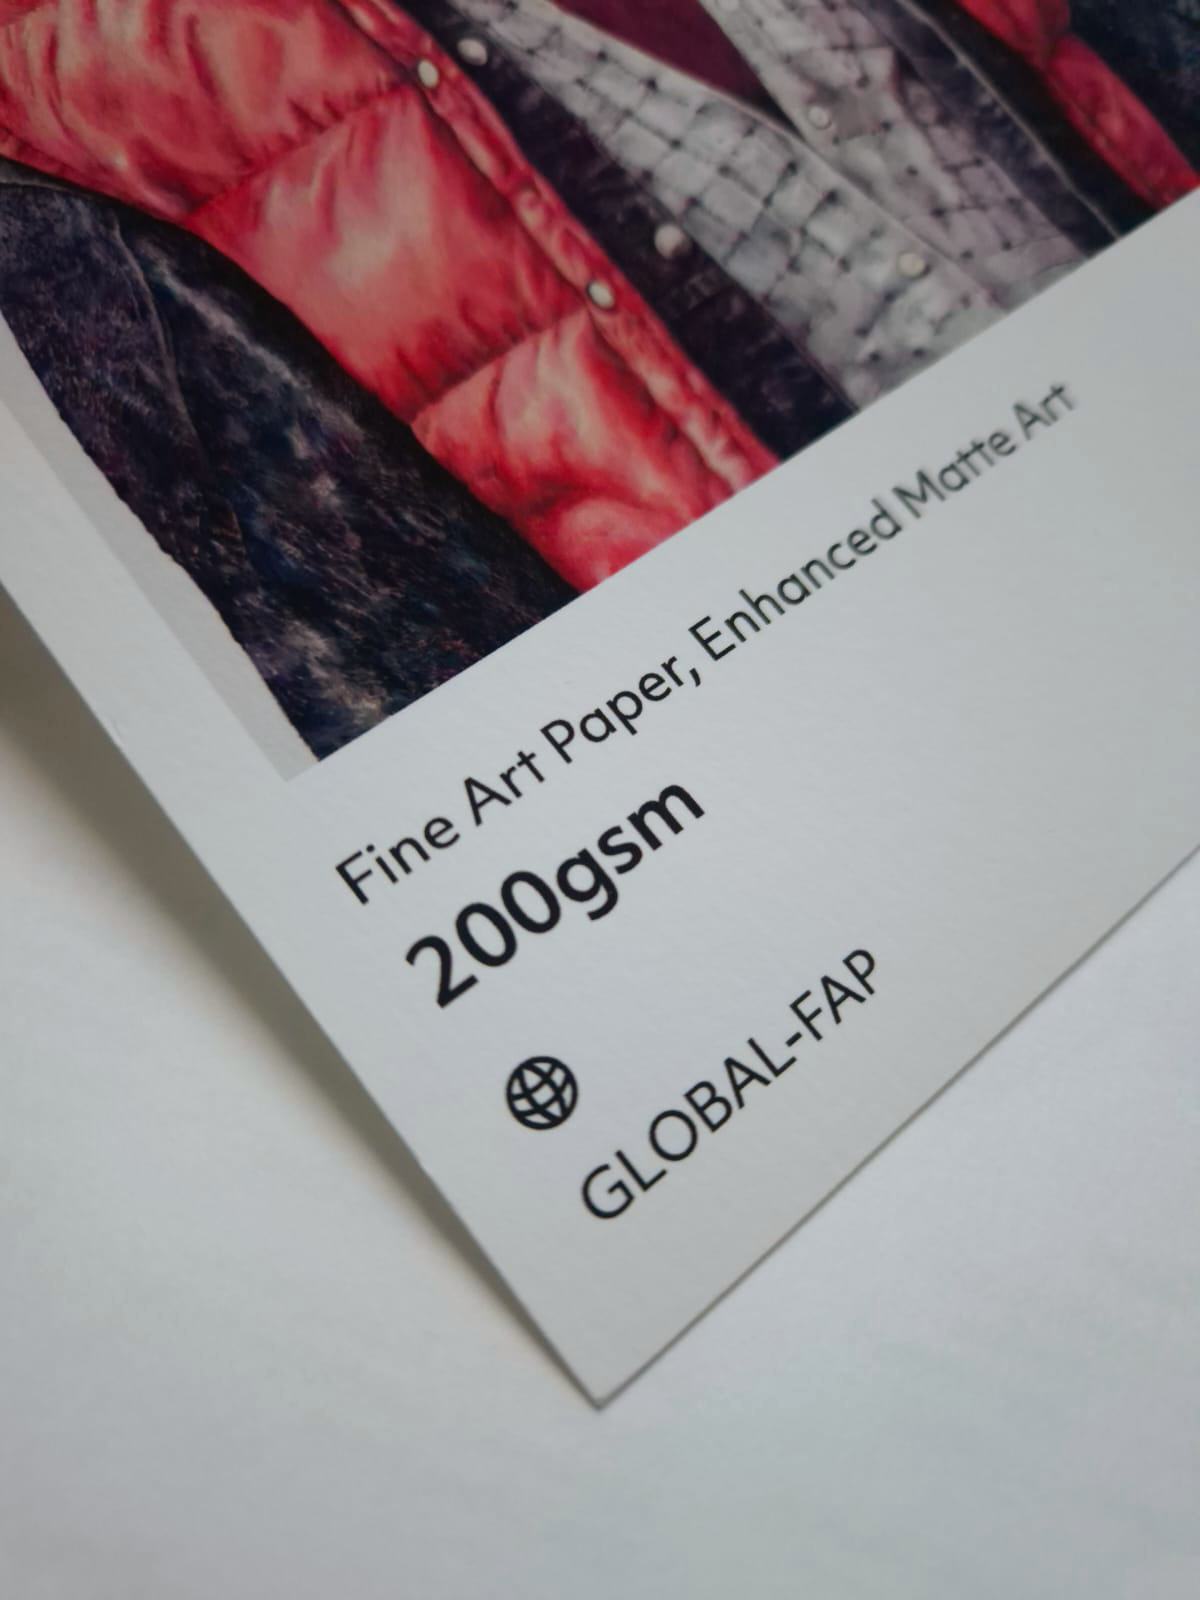 Fine Art Paper, Enhanced Matte Art
200gsm
GLOBAL-FAP